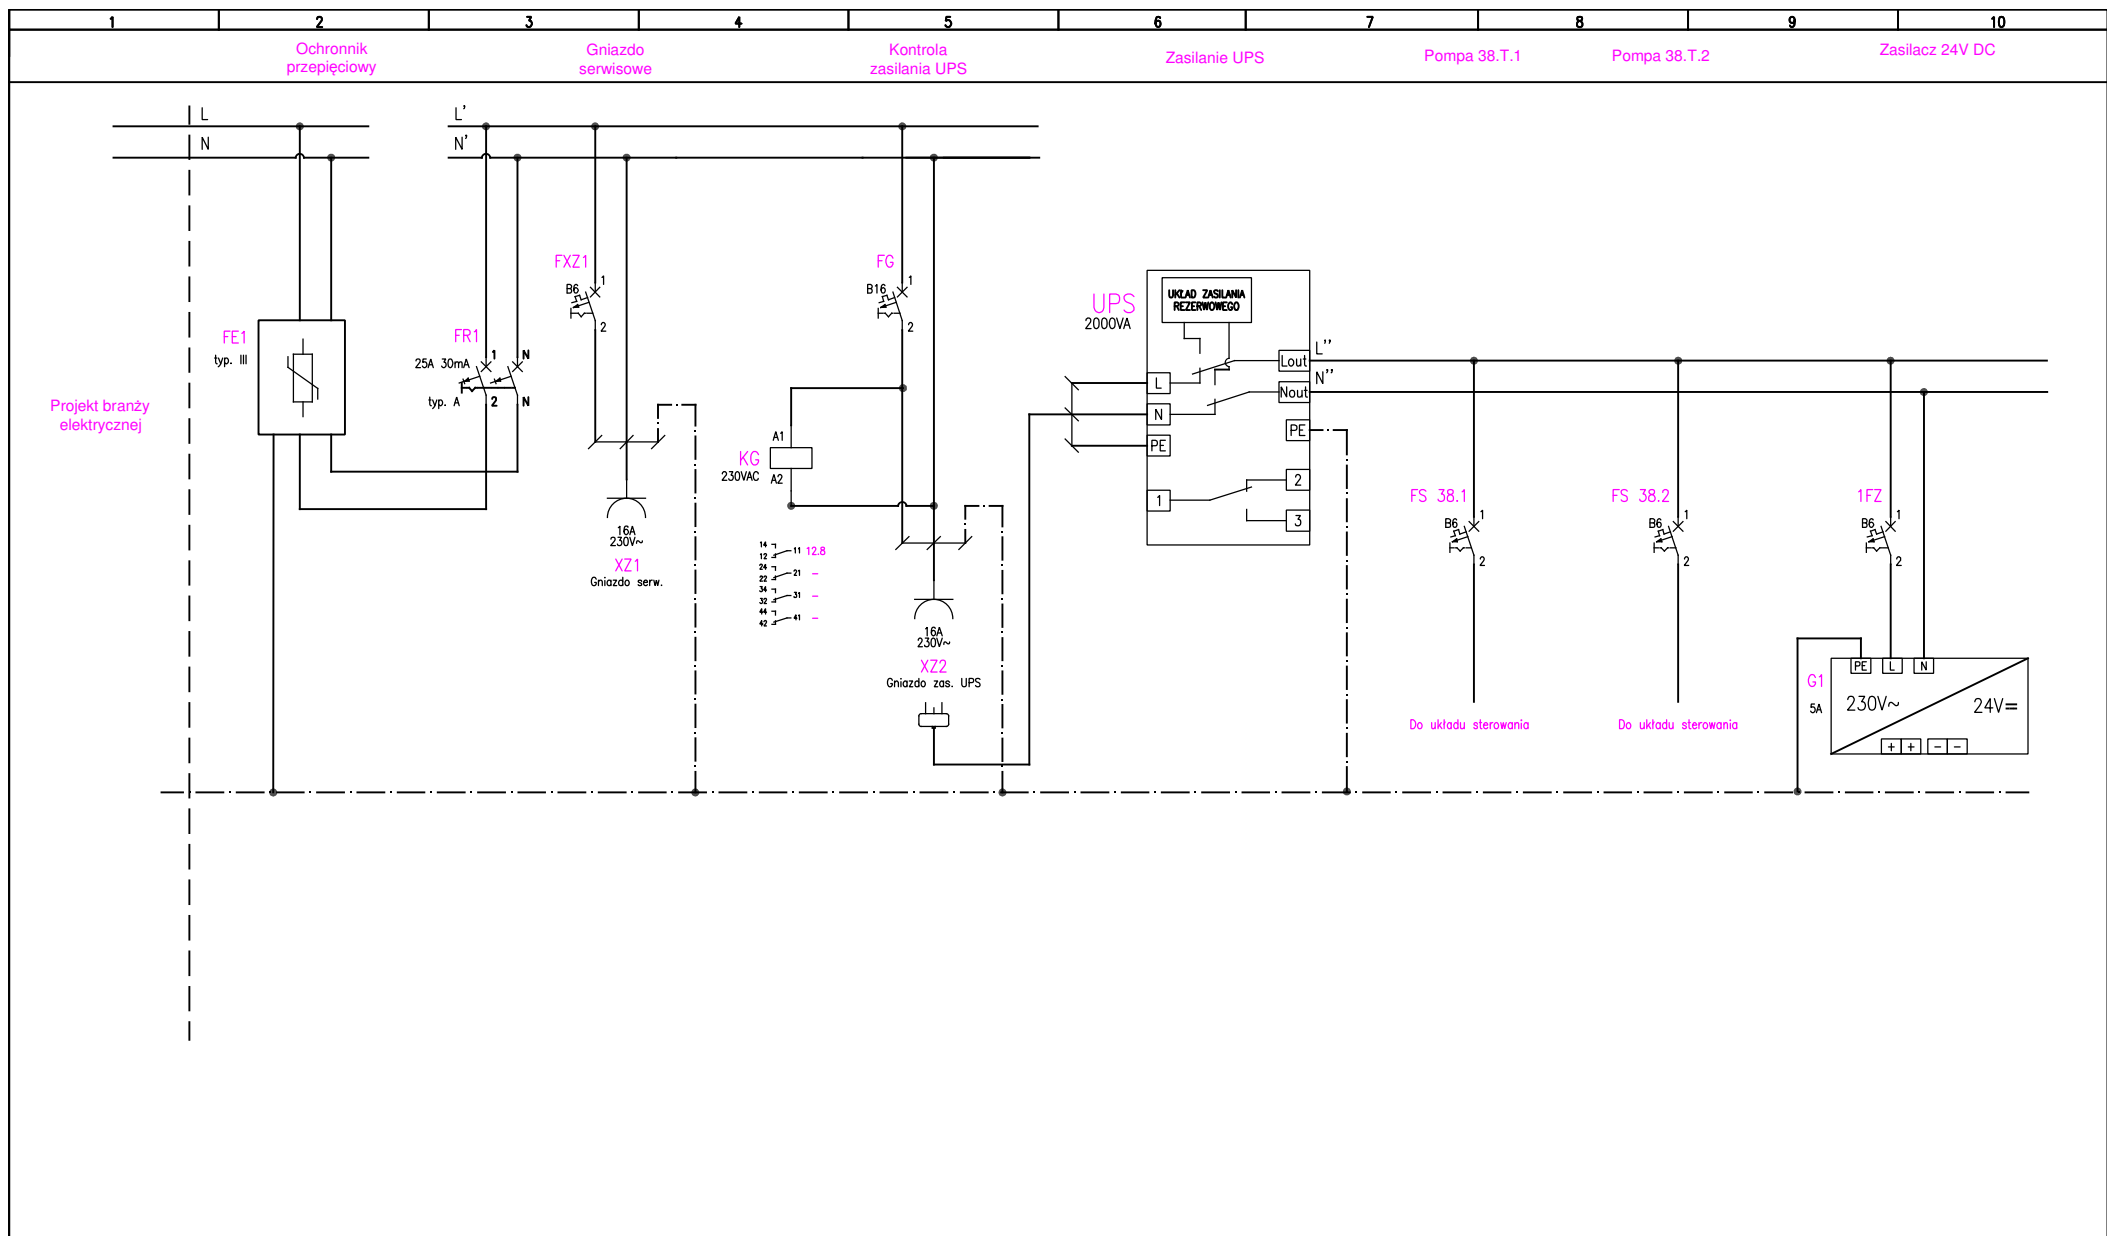 1 2 3 4 5 6 7 8 9 10
Ochronnik
przepięciowy
Gniazdo
serwisowe
Kontrola
zasilania UPS
Zasilanie UPS
Pompa 38.T.1
Pompa 38.T.2
Zasilacz 24V DC
L
N
L'
N'
Projekt branży
elektrycznej
FE1
typ. III
FR1
25A 30mA
typ. A
1 N
2 N
FXZ1
B6
1
2
16A
230V~
XZ1
Gniazdo serw.
KG
230VAC
A1
A2
14
12 11 12.8
24
22 21 -
34
32 31 -
44
42 41 -
FG
B16
1
2
16A
230V~
XZ2
Gniazdo zas. UPS
UPS
2000VA
UKŁAD ZASILANIA
REZERWOWEGO
L
N
PE
1
Lout
Nout
PE
2
3
L''
N''
FS 38.1
B6
1
2
Do układu sterowania
FS 38.2
B6
1
2
Do układu sterowania
1FZ
B6
1
2
G1
5A
PE L N
230V~
24V=
+ + - -